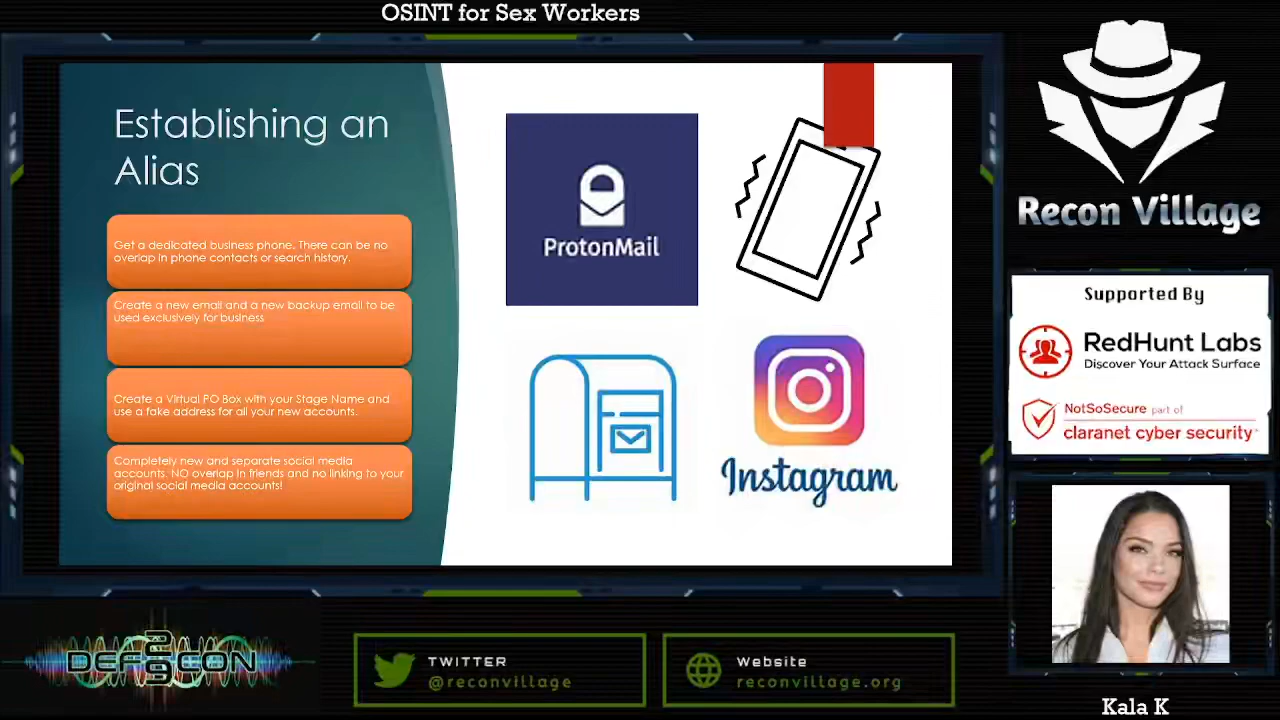 OSINT for Sex Workers
Establishing an
Alias
Get a dedicated business phone. There can be no
overlap in phone contacts or search history.
Create a new email and a new backup email to be
used exclusively for business
Create a Virtual PO Box with your Stage Name and
use a fake address for all your new accounts.
Completely new and separate social media
accounts. NO overlap in friends and no linking to your
original social media accounts!
ProtonMail
Instagram
Recon Village
Supported By
RedHunt Labs
Discover Your Attack Surface
NotSoSecure part of
claranet cyber security
Kala K
DEF CON
29
TWITTER
@reconvillage
Website
reconvillage.org